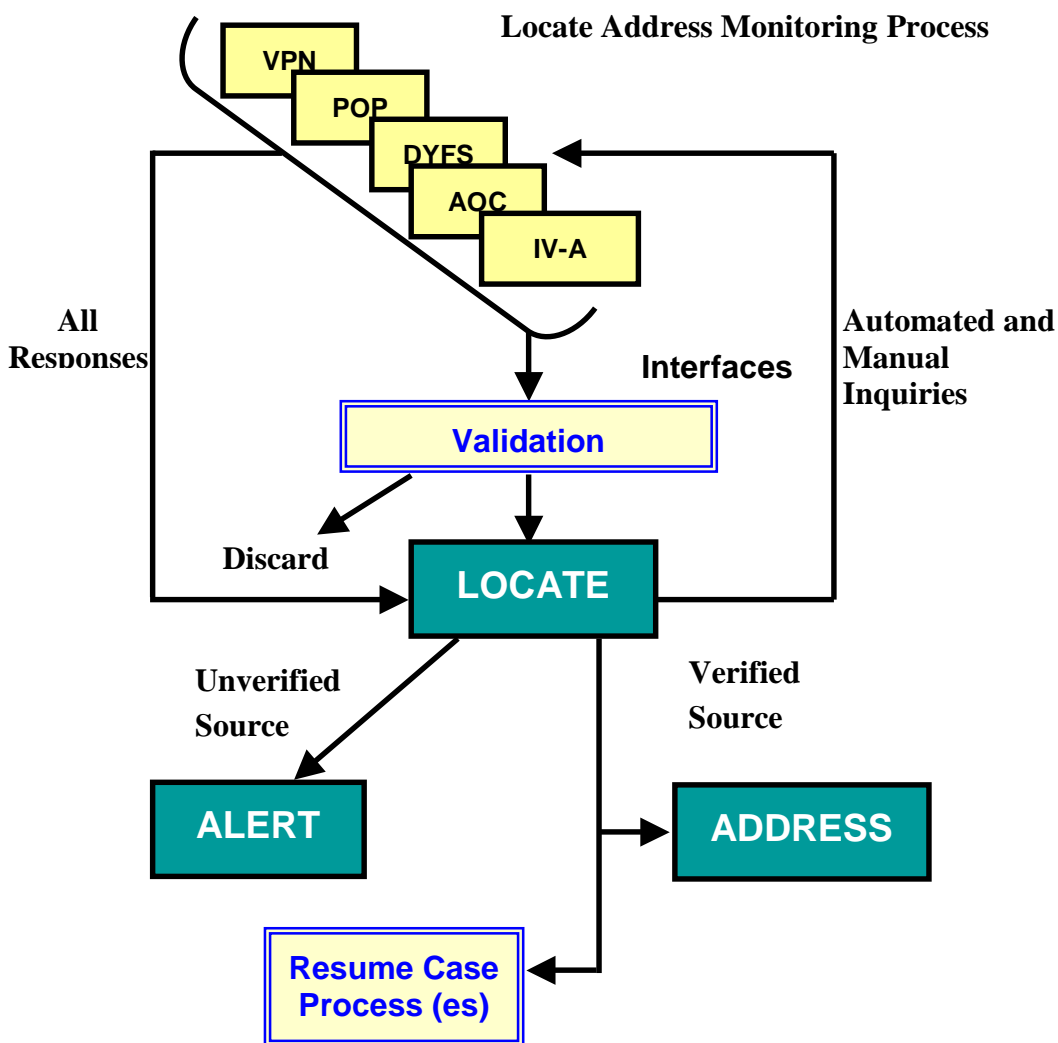 Locate Address Monitoring Process
VPN
POP
DYFS
AOC
IV-A
All
Responses
Automated and
Manual
Inquiries
Interfaces
Validation
Discard
LOCATE
Unverified
Source
Verified
Source
ALERT
ADDRESS
Resume Case
Process (es)